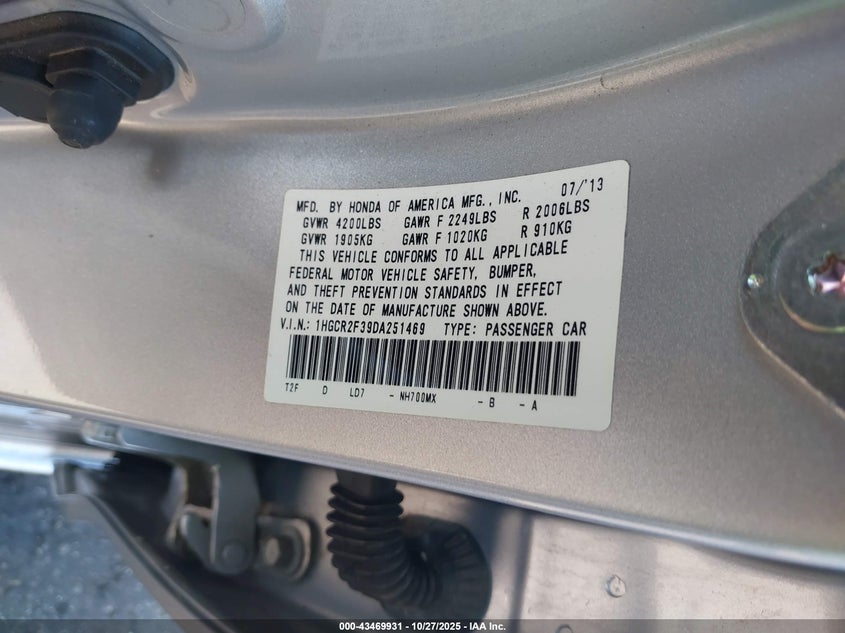 07/'13
MFD. BY HONDA OF AMERICA MFG., INC.
GVWR 4200LBS GAWR F 2249LBS R 2006LBS
GVWR 1905KG GAWR F 1020KG R 910KG
THIS VEHICLE CONFORMS TO ALL APPLICABLE
FEDERAL MOTOR VEHICLE SAFETY, BUMPER,
AND THEFT PREVENTION STANDARDS IN EFFECT
ON THE DATE OF MANUFACTURE SHOWN ABOVE.
V.I.N.: 1HGCR2F39DA251469 TYPE: PASSENGER CAR
T2F D LD7 - NH700MX - B - A
000-43469931 - 10/27/2025 - IAA Inc.